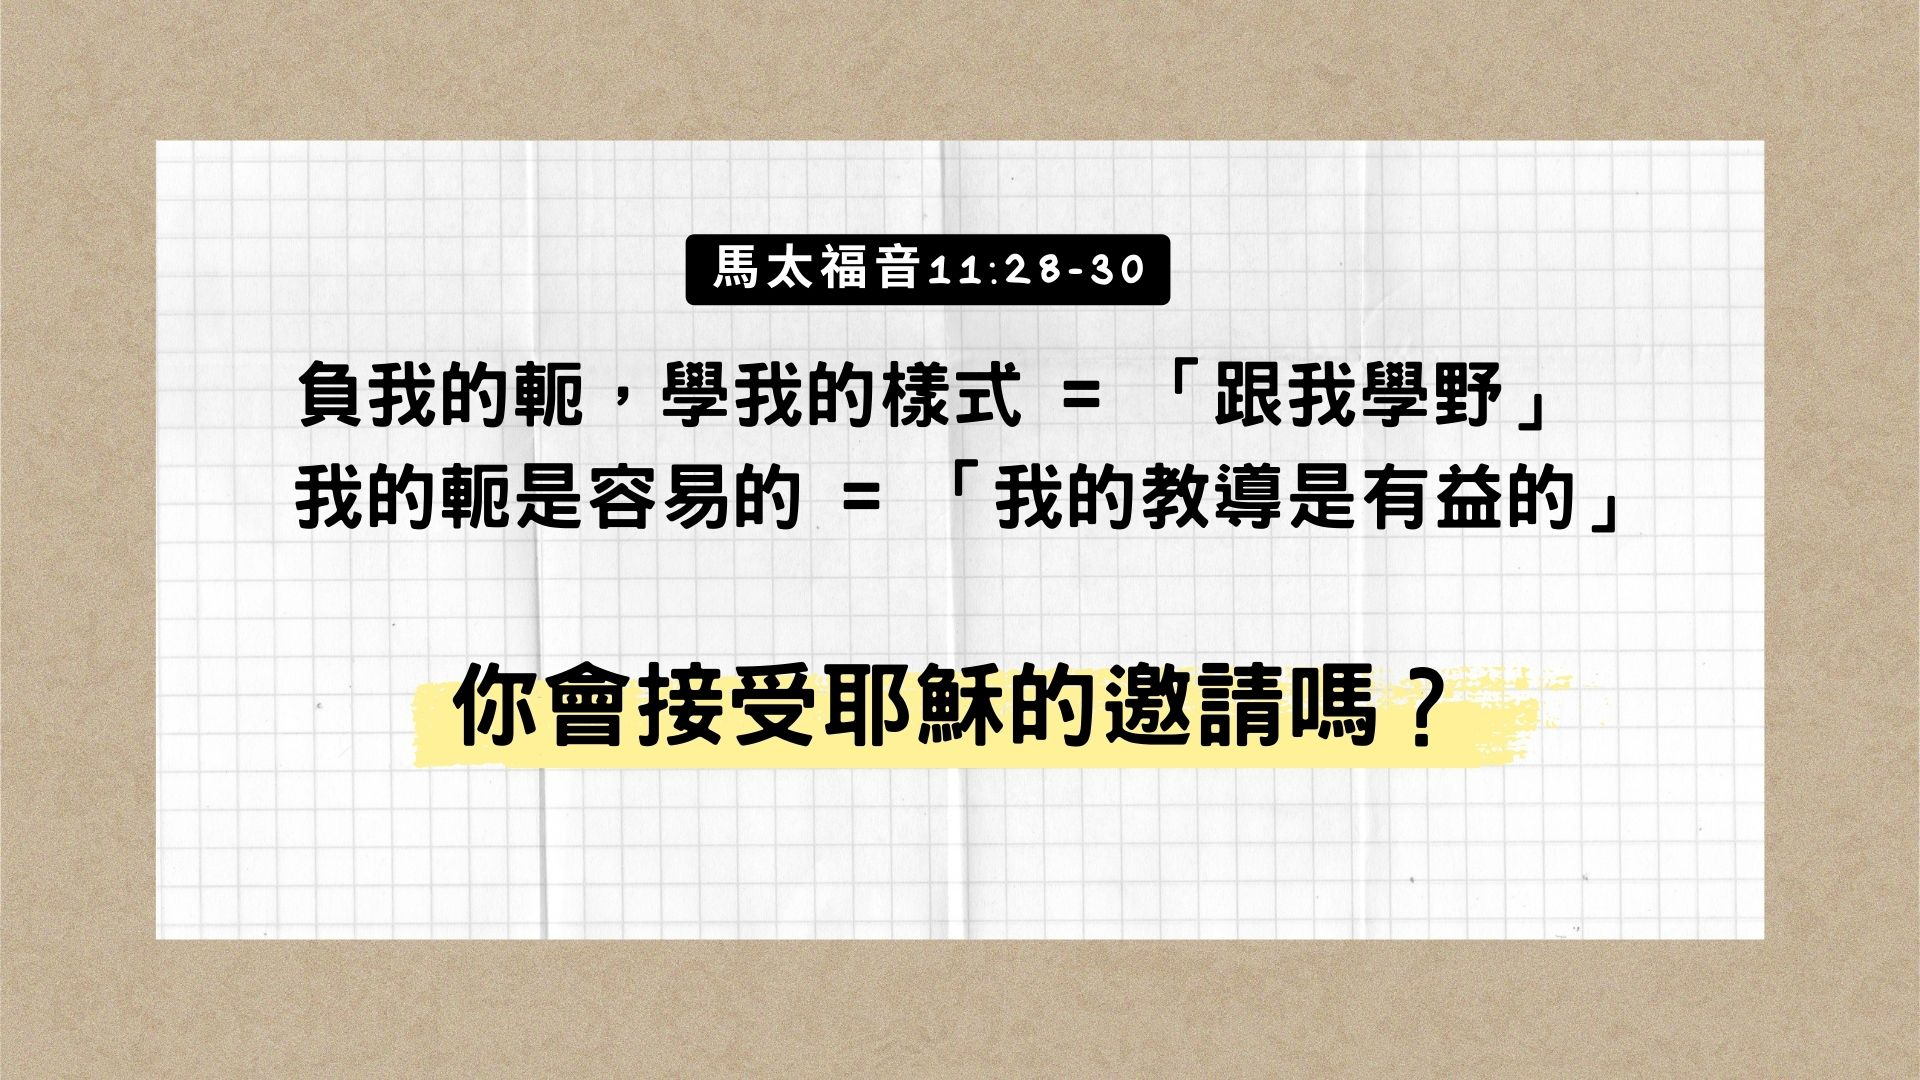 馬太福音11:28-30
負我的軛，學我的樣式 = 「跟我學野」
我的軛是容易的 = 「我的教導是有益的」
你會接受耶穌的邀請嗎？